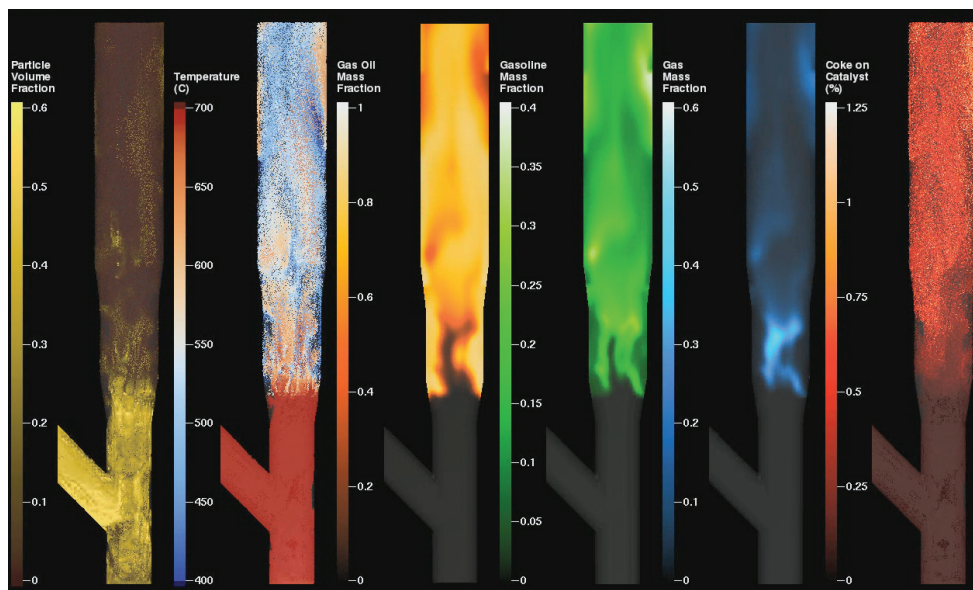 Particle
Volume
Fraction
0.6
0.5
0.4
0.3
0.2
0.1
0
Temperature
(C)
700
650
600
550
500
450
400
Gas Oil
Mass
Fraction
1
0.8
0.6
0.4
0.2
0
Gasoline
Mass
Fraction
0.4
0.35
0.3
0.25
0.2
0.15
0.1
0.05
0
Gas
Mass
Fraction
0.6
0.5
0.4
0.3
0.2
0.1
0
Coke on
Catalyst
(%)
1.25
1
0.75
0.5
0.25
0